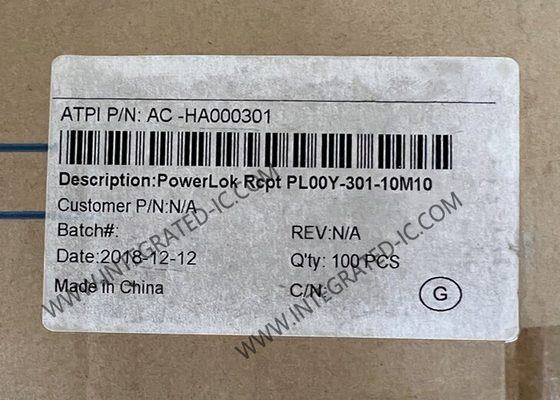 ATPI P/N: AC -HA000301
Description:PowerLok Rcpt PL00Y-301-10M10
Customer P/N:N/A
Batch#:
REV:N/A
Date:2018-12-12
Q'ty: 100 PCS
Made in China
C/N:
G
WWW.INTEGRATED-IC.COM
WWW.INTEGRATED-IC.COM